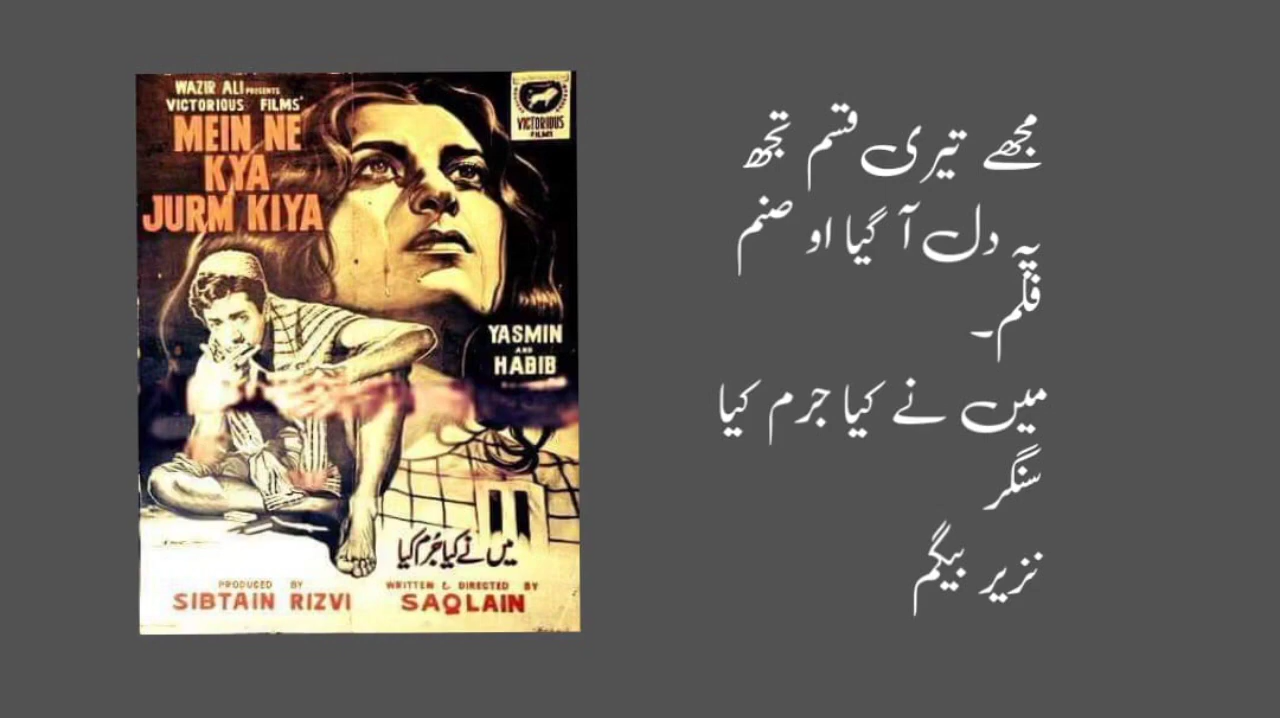 WAZIR ALI PRESENTS
VICTORIOUS FILMS'
MEIN NE
KYA
JURM KIYA
VICTORIOUS
FILMS
YASMIN
AND
HABIB
میں نے کیا جُرم کیا
PRODUCED BY
SIBTAIN RIZVI
WRITTEN & DIRECTED BY
SAQLAIN
مجھے تیری قسم تجھ
پہ دل آ گیا او صنم
فلم۔
میں نے کیا جرم کیا
سنگر
نزیر بیگم